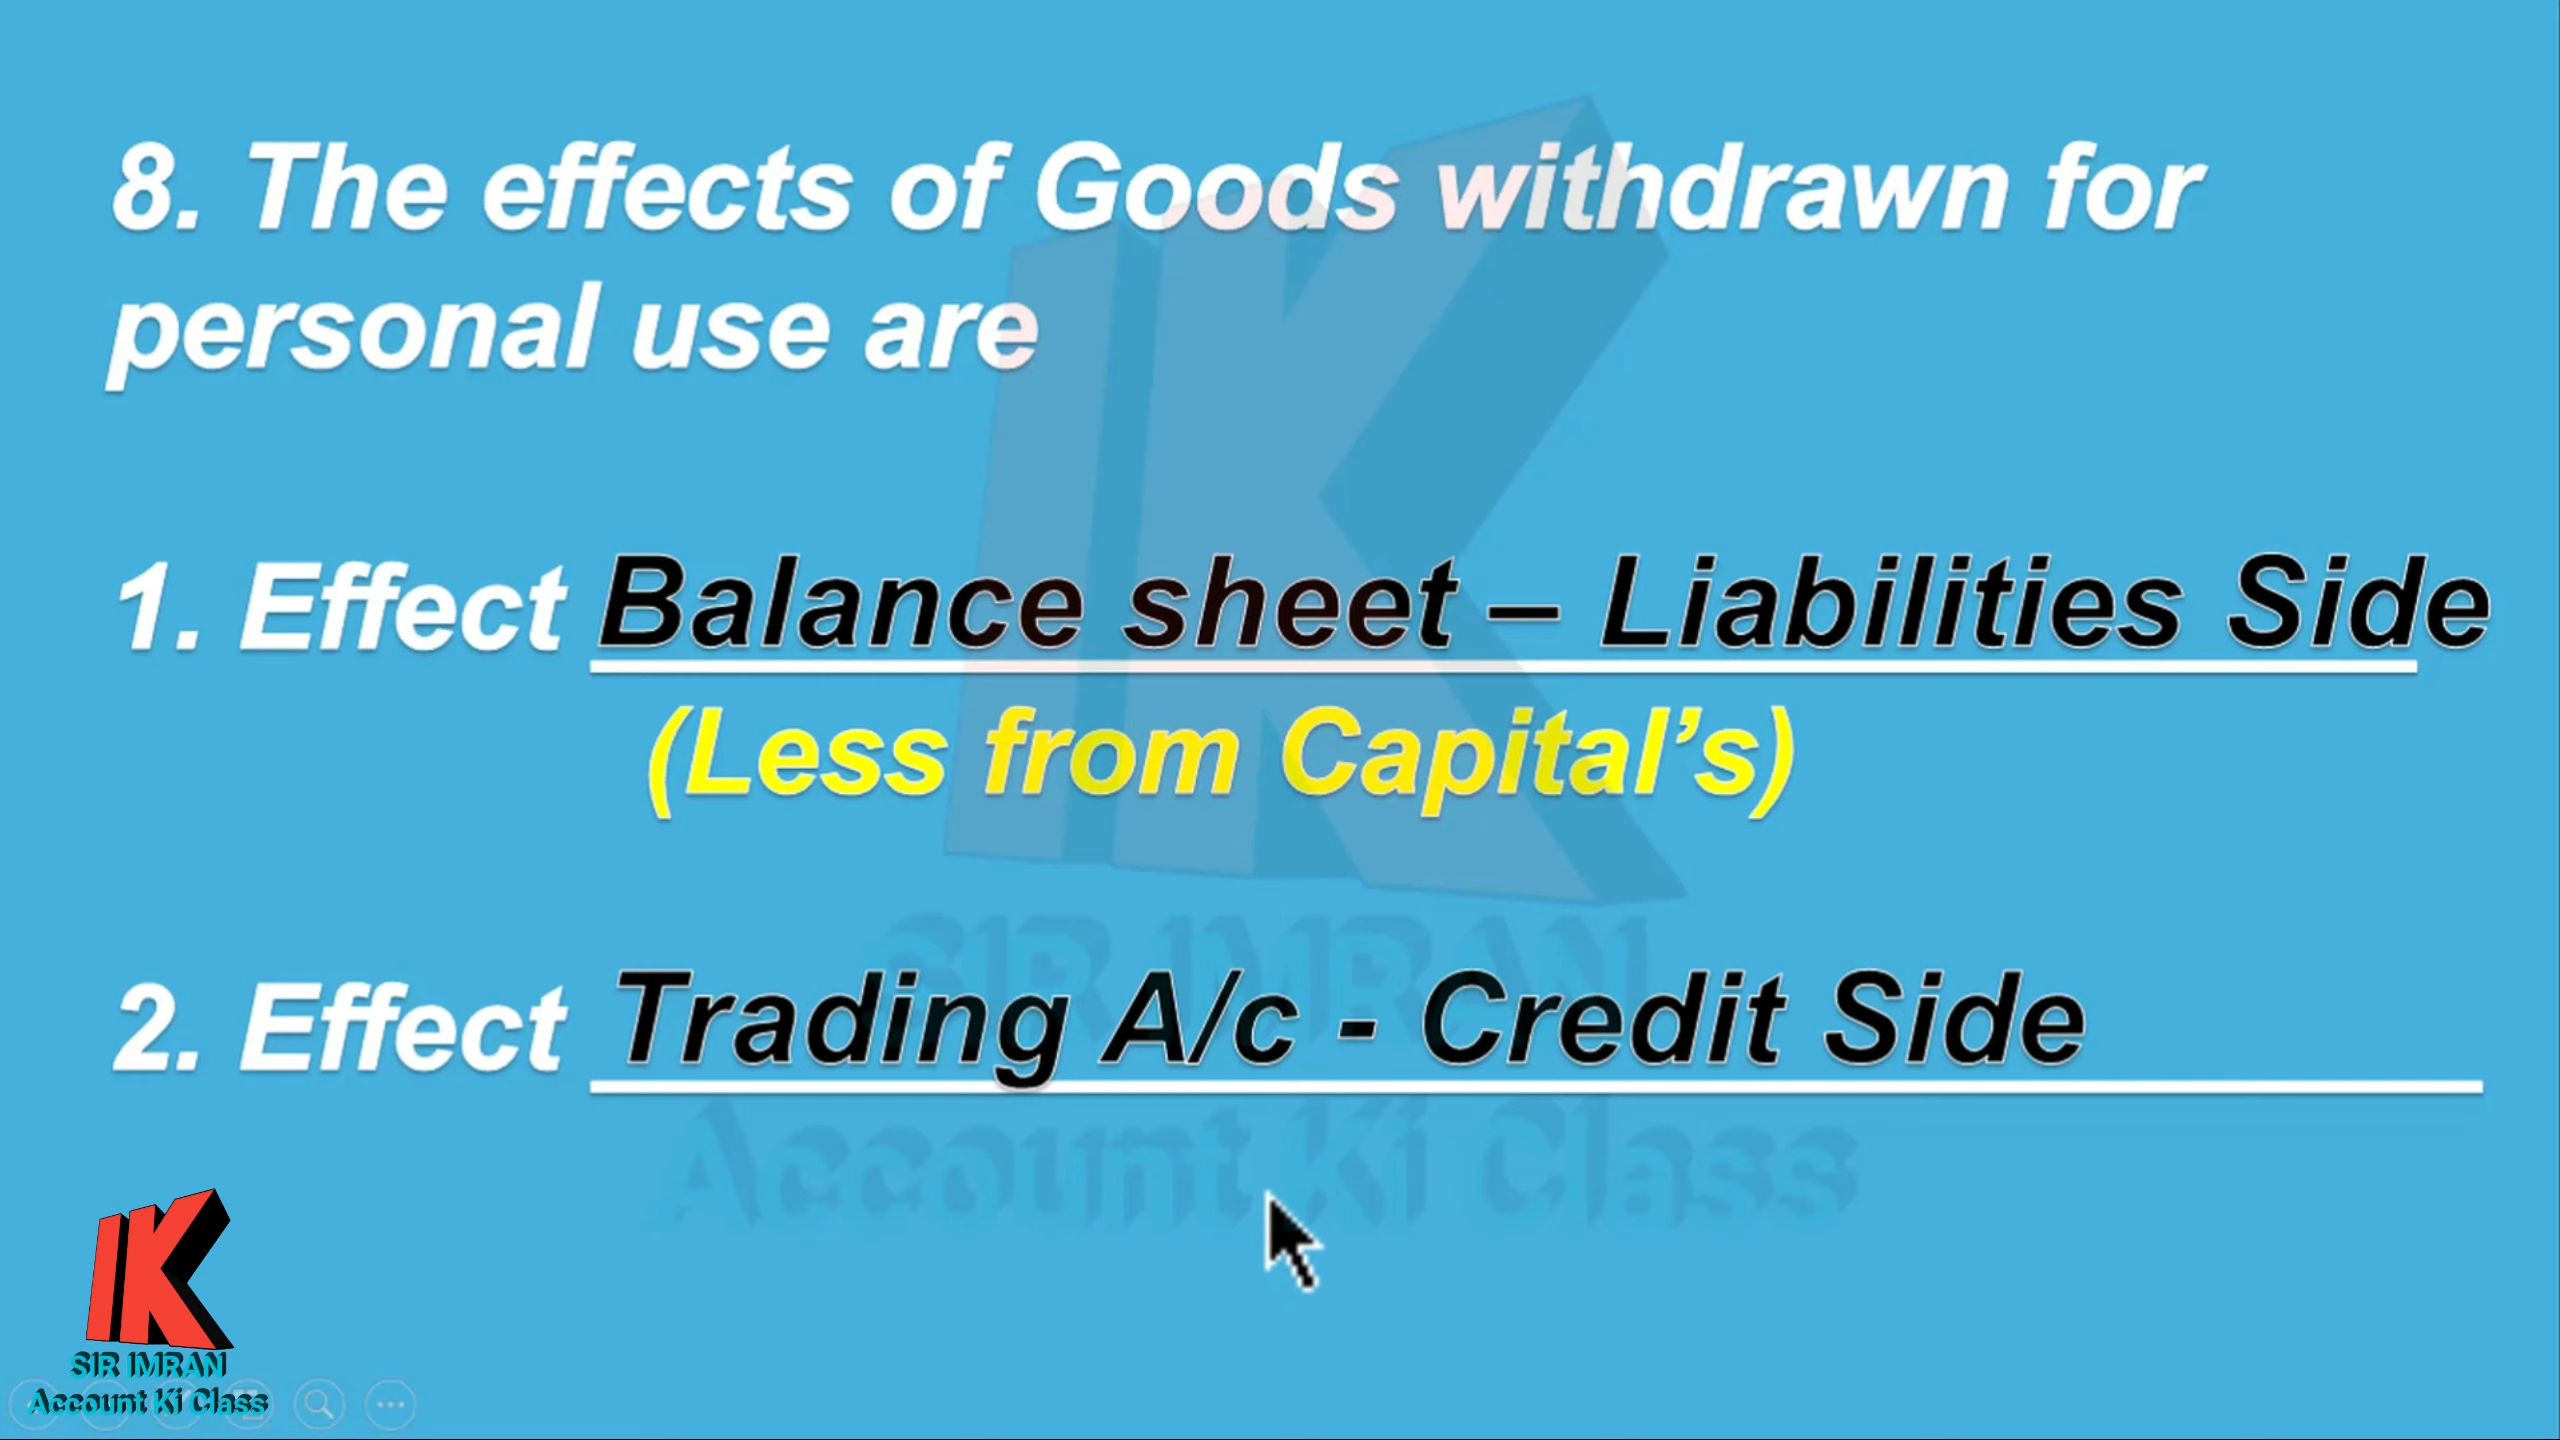 8. The effects of Goods withdrawn for
personal use are
1. Effect Balance sheet – Liabilities Side
(Less from Capital’s)
2. Effect Trading A/c - Credit Side
SIR IMRAN
Account Ki Class
IK
SIR IMRAN
Account Ki Class